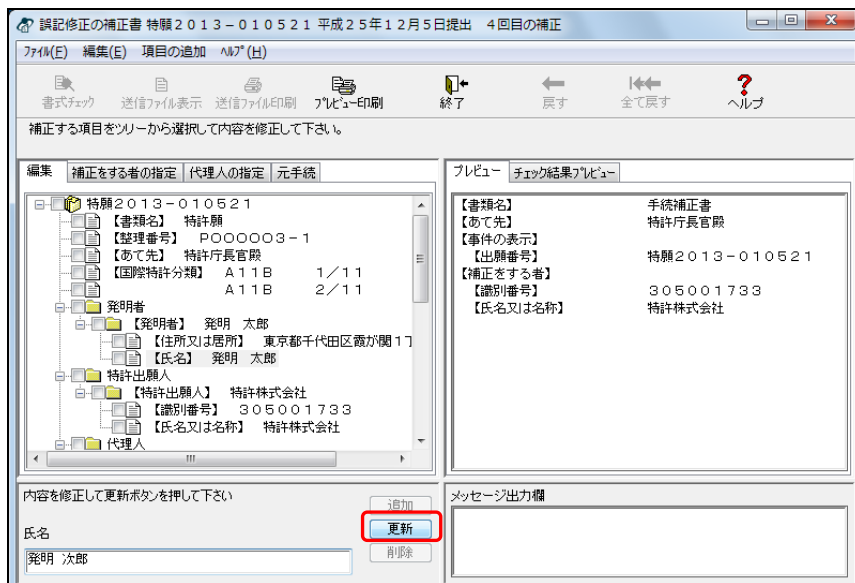 誤記修正の補正書 特願２０１３－０１０５２１ 平成２５年１２月５日提出　４回目の補正
ﾌｧｲﾙ(F)　編集(E)　項目の追加　ﾍﾙﾌﾟ(H)
書式ﾁｪｯｸ　送信ﾌｧｲﾙ表示　送信ﾌｧｲﾙ印刷　ﾌﾟﾚﾋﾞｭｰ印刷　終了　戻す　全て戻す　ヘルプ
補正する項目をツリーから選択して内容を修正して下さい。
編集　補正をする者の指定　代理人の指定　元手続
特願２０１３－０１０５２１
【書類名】　特許願
【整理番号】　Ｐ０００００３－１
【あて先】　特許庁長官殿
【国際特許分類】　Ａ１１Ｂ　　１／１１
Ａ１１Ｂ　　２／１１
発明者
【発明者】　発明　太郎
【住所又は居所】　東京都千代田区霞が関１丁
【氏名】　発明　太郎
特許出願人
【特許出願人】　特許株式会社
【識別番号】　３０５００１７３３
【氏名又は名称】　特許株式会社
代理人
プレビュー　チェック結果ﾌﾟﾚﾋﾞｭｰ
【書類名】　手続補正書
【あて先】　特許庁長官殿
【事件の表示】
【出願番号】　特願２０１３－０１０５２１
【補正をする者】
【識別番号】　３０５００１７３３
【氏名又は名称】　特許株式会社
内容を修正して更新ボタンを押して下さい
追加
氏名
更新
発明 次郎
削除
メッセージ出力欄